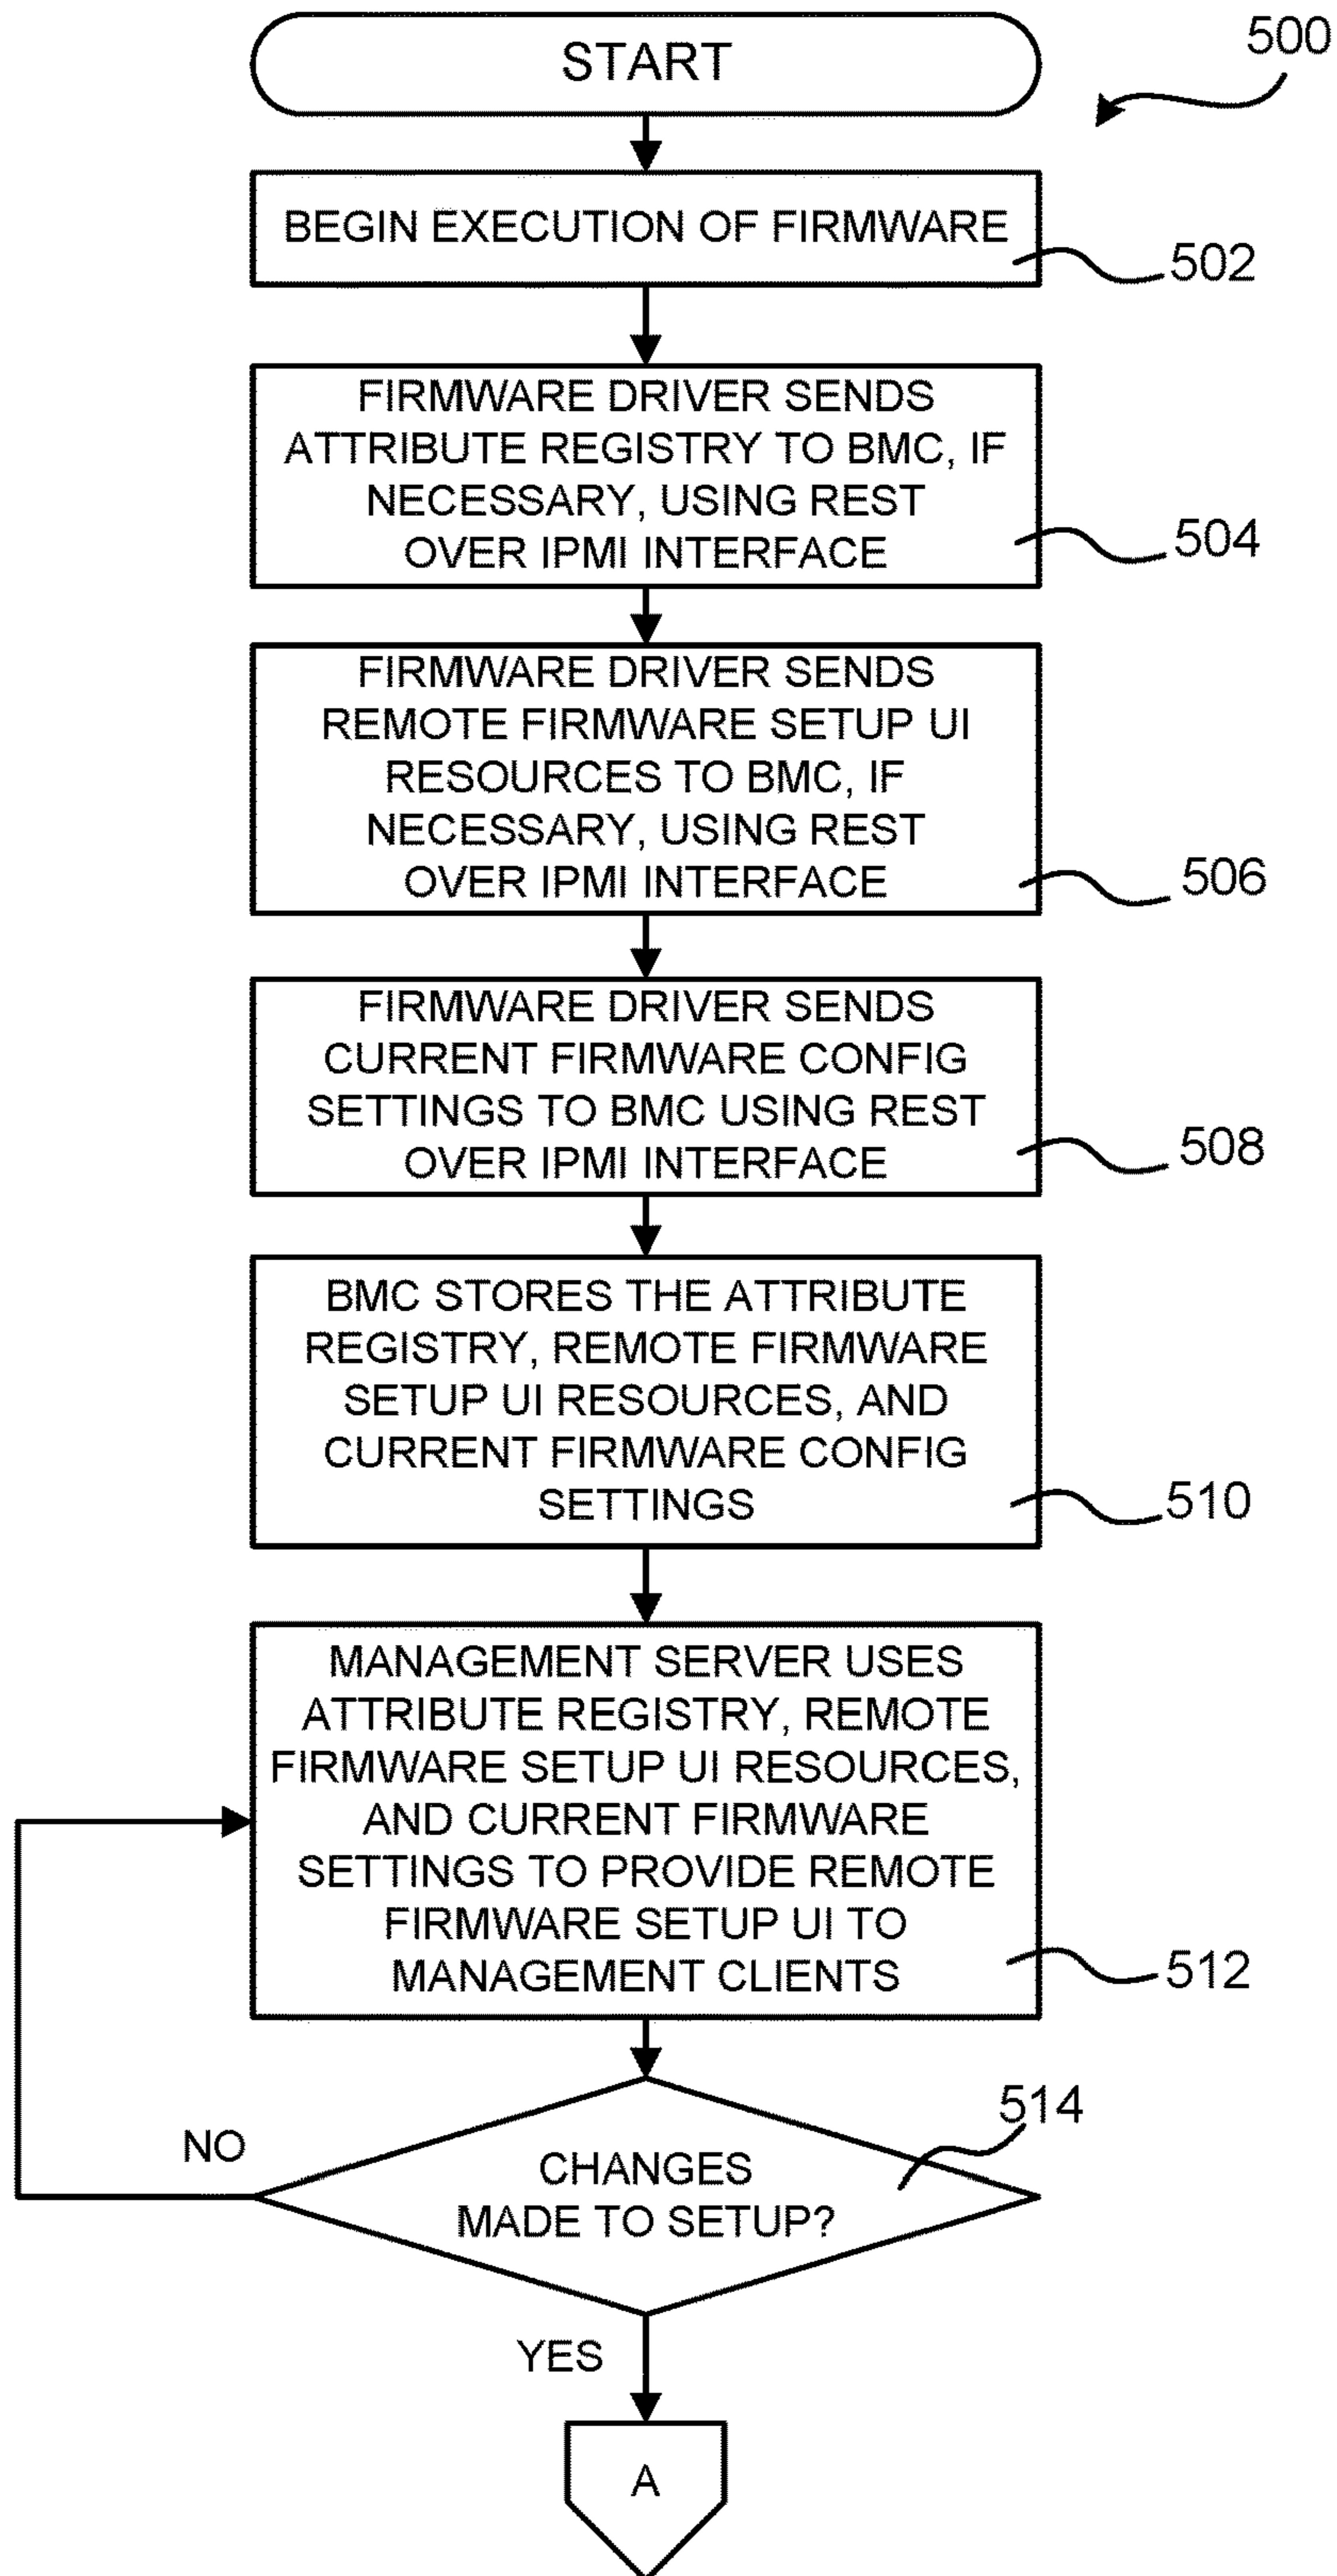 START
500
BEGIN EXECUTION OF FIRMWARE
502
FIRMWARE DRIVER SENDS
ATTRIBUTE REGISTRY TO BMC, IF
NECESSARY, USING REST
OVER IPMI INTERFACE
504
FIRMWARE DRIVER SENDS
REMOTE FIRMWARE SETUP UI
RESOURCES TO BMC, IF
NECESSARY, USING REST
OVER IPMI INTERFACE
506
FIRMWARE DRIVER SENDS
CURRENT FIRMWARE CONFIG
SETTINGS TO BMC USING REST
OVER IPMI INTERFACE
508
BMC STORES THE ATTRIBUTE
REGISTRY, REMOTE FIRMWARE
SETUP UI RESOURCES, AND
CURRENT FIRMWARE CONFIG
SETTINGS
510
MANAGEMENT SERVER USES
ATTRIBUTE REGISTRY, REMOTE
FIRMWARE SETUP UI RESOURCES,
AND CURRENT FIRMWARE
SETTINGS TO PROVIDE REMOTE
FIRMWARE SETUP UI TO
MANAGEMENT CLIENTS
512
514
NO
CHANGES
MADE TO SETUP?
YES
A